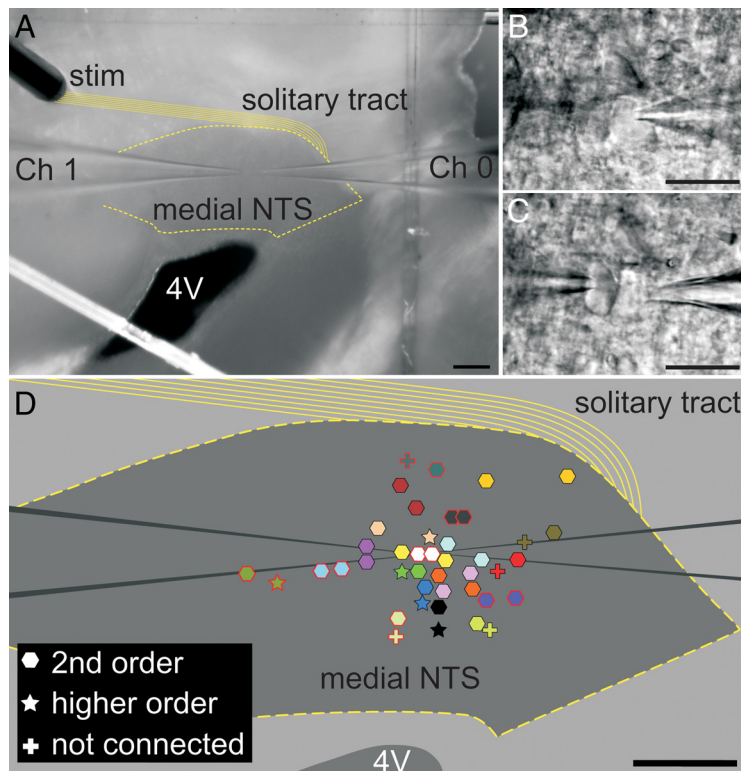 A
stim
solitary tract
Ch 1
Ch 0
medial NTS
4V
B
C
D
solitary tract
medial NTS
2nd order
higher order
not connected
4V